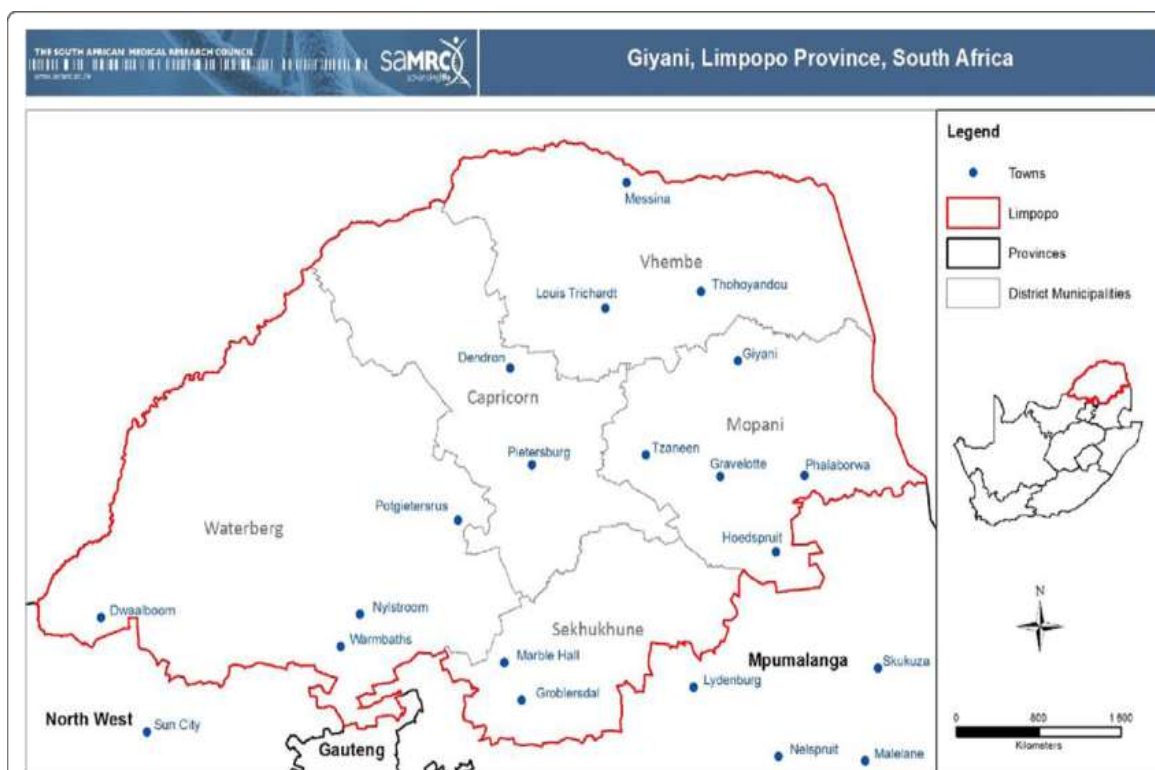 THE SOUTH AFRICAN MEDICAL RESEARCH COUNCIL
saMRC
Giyani, Limpopo Province, South Africa
Messina
Vhembe
Louis Trichardt
Thohoyandou
Dendron
Giyani
Capricorn
Mopani
Tzaneen
Pietersburg
Gravelotte
Phalaborwa
Potgietersrus
Waterberg
Hoedspruit
Dwaalboom
Nylstroom
Sekhukhune
Warmbaths
Marble Hall
Mpumalanga
Skukuza
Groblersdal
Lydenburg
North West
Sun City
Gauteng
Nelspruit
Malelane
Legend
Towns
Limpopo
Provinces
District Municipalities
N
0 800 1 600
Kilometers